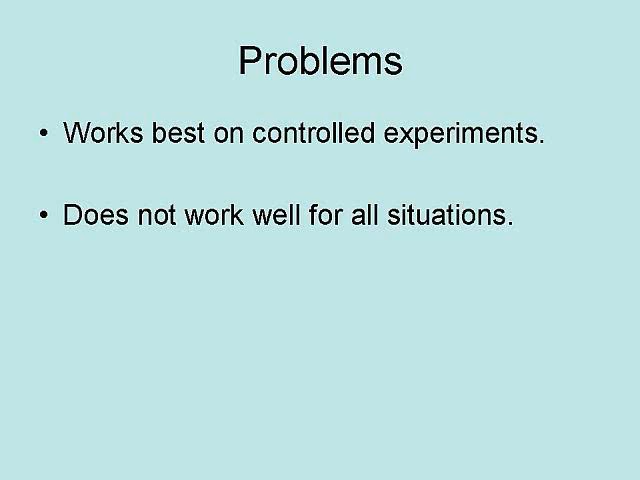 Problems
• Works best on controlled experiments.
• Does not work well for all situations.